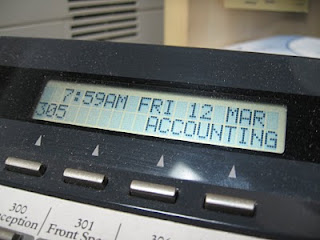 7:59AM FRI 12 MAR
305 ACCOUNTING
300
301
Front